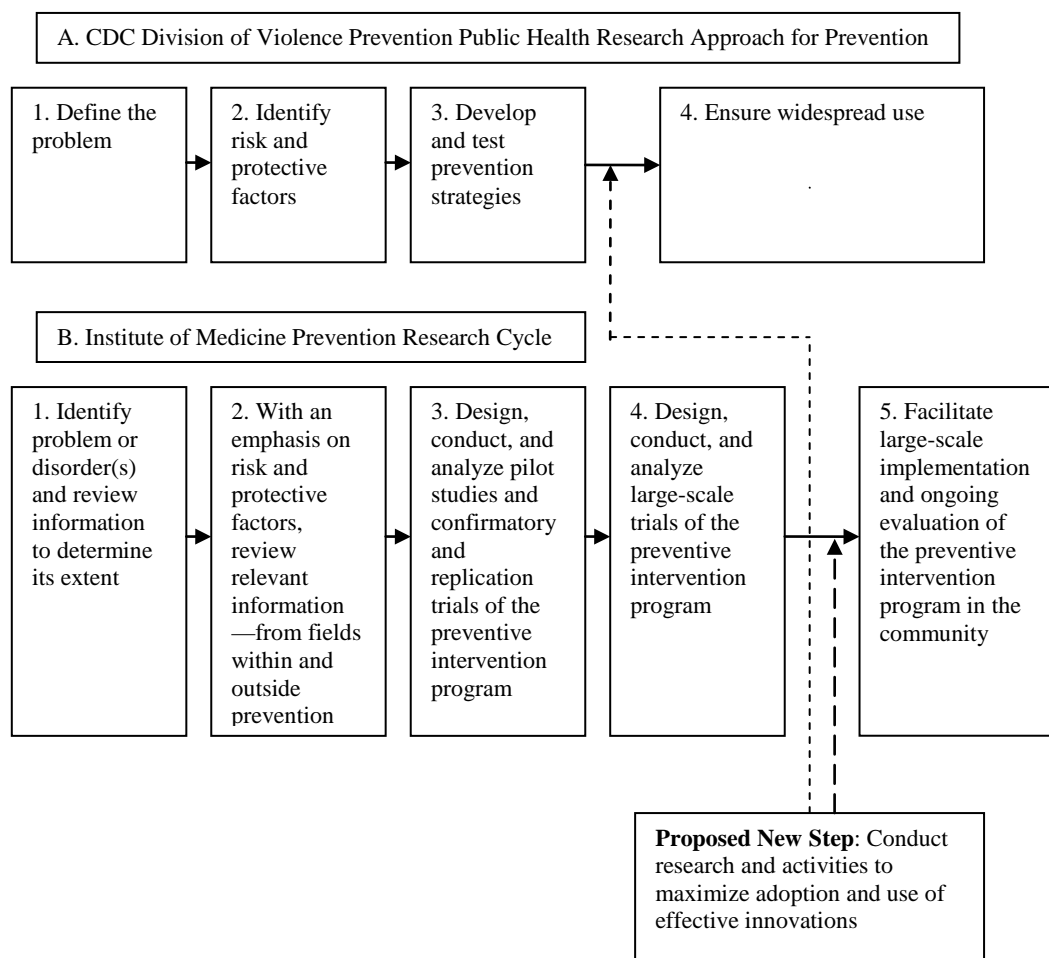 A. CDC Division of Violence Prevention Public Health Research Approach for Prevention
1. Define the
problem
2. Identify
risk and
protective
factors
3. Develop
and test
prevention
strategies
4. Ensure widespread use
.
B. Institute of Medicine Prevention Research Cycle
1. Identify
problem or
disorder(s)
and review
information
to determine
its extent
2. With an
emphasis on
risk and
protective
factors,
review
relevant
information
—from fields
within and
outside
prevention
3. Design,
conduct, and
analyze pilot
studies and
confirmatory
and
replication
trials of the
preventive
intervention
program
4. Design,
conduct, and
analyze
large-scale
trials of the
preventive
intervention
program
5. Facilitate
large-scale
implementation
and ongoing
evaluation of
the preventive
intervention
program in the
community
Proposed New Step: Conduct
research and activities to
maximize adoption and use of
effective innovations